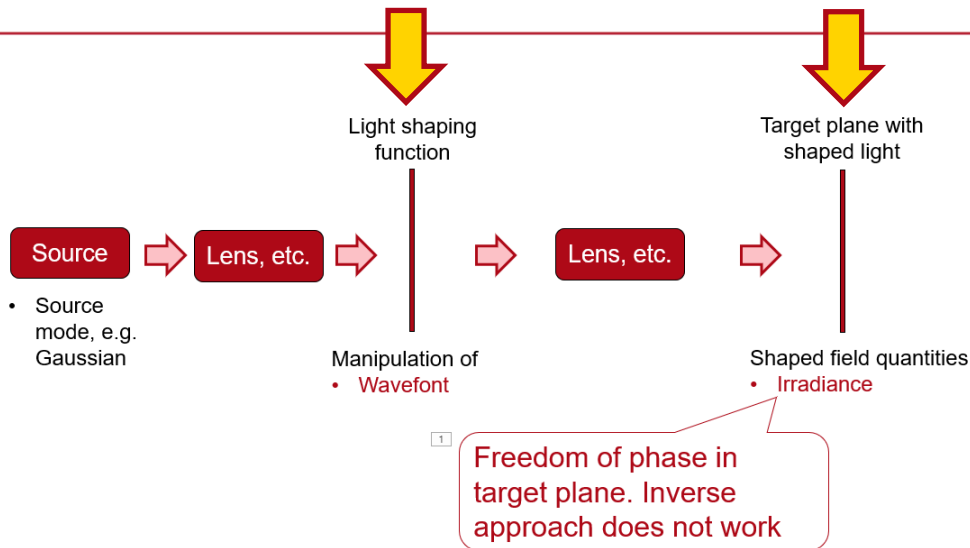 Light shaping
function
Target plane with
shaped light
Source
Lens, etc.
Lens, etc.
• Source
mode, e.g.
Gaussian
Manipulation of
• Wavefont
Shaped field quantities
• Irradiance
1
Freedom of phase in
target plane. Inverse
approach does not work